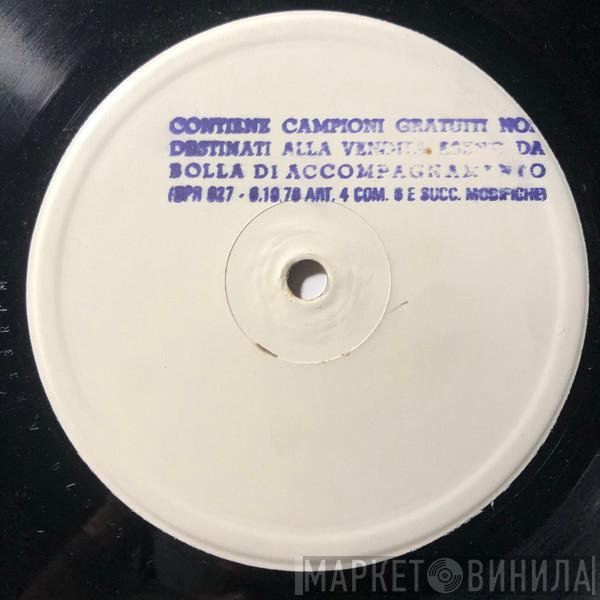 CONTIENE CAMPIONI GRATUITI NON
DESTINATI ALLA VENDITA ESENTI DA
BOLLA DI ACCOMPAGNAMENTO
(DPR 627 - 6.10.78 ART. 4 COM. 6 E SUCC. MODIFICHE)
33RPM
МАРКЕТ ВИНИЛА